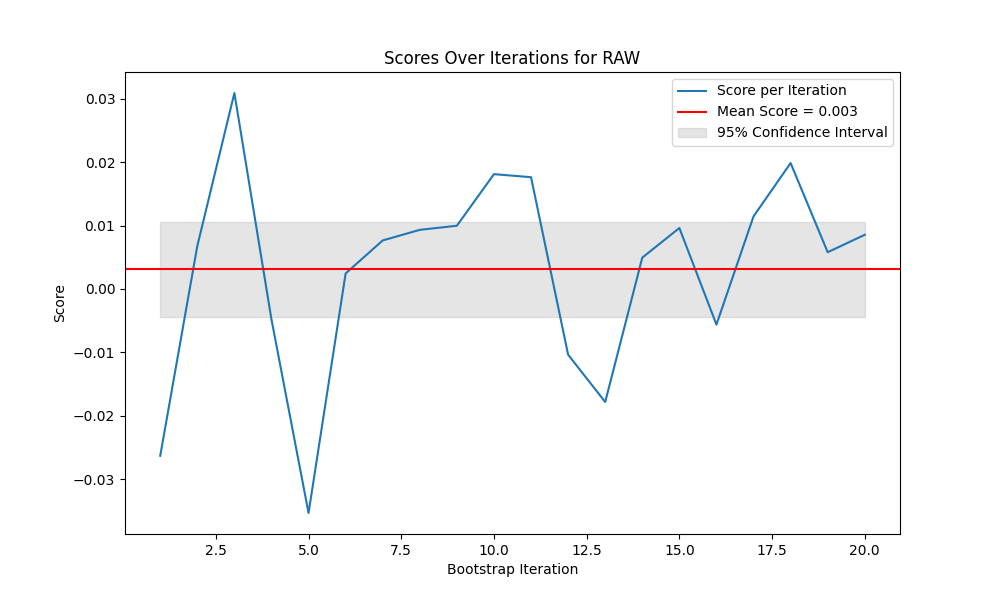 Scores Over Iterations for RAW
Score per Iteration
Mean Score = 0.003
95% Confidence Interval
0.03
0.02
0.01
0.00
−0.01
−0.02
−0.03
Score
2.5 5.0 7.5 10.0 12.5 15.0 17.5 20.0
Bootstrap Iteration